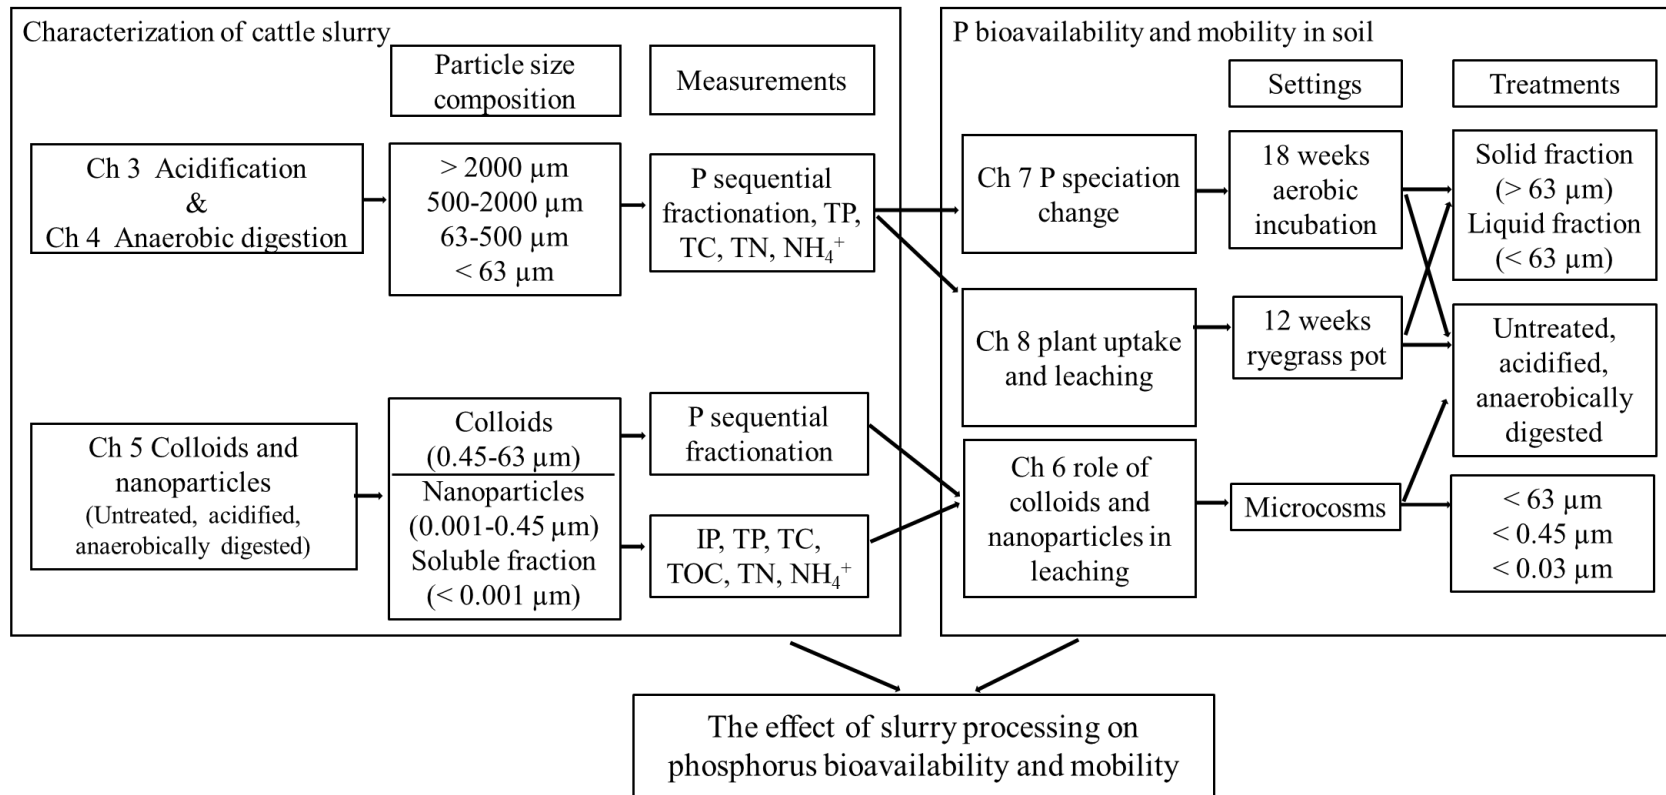 Characterization of cattle slurry
Particle size
composition
Measurements
Ch 3 Acidification
&
Ch 4 Anaerobic digestion
> 2000 µm
500-2000 µm
63-500 µm
< 63 µm
P sequential
fractionation, TP,
TC, TN, NH₄⁺
Ch 5 Colloids and
nanoparticles
(Untreated, acidified,
anaerobically digested)
Colloids
(0.45-63 µm)
Nanoparticles
(0.001-0.45 µm)
Soluble fraction
(< 0.001 µm)
P sequential
fractionation
IP, TP, TC,
TOC, TN, NH₄⁺
P bioavailability and mobility in soil
Settings
Treatments
Ch 7 P speciation
change
18 weeks
aerobic
incubation
Solid fraction
(> 63 µm)
Liquid fraction
(< 63 µm)
Ch 8 plant uptake
and leaching
12 weeks
ryegrass pot
Untreated,
acidified,
anaerobically
digested
Ch 6 role of
colloids and
nanoparticles in
leaching
Microcosms
< 63 µm
< 0.45 µm
< 0.03 µm
The effect of slurry processing on
phosphorus bioavailability and mobility